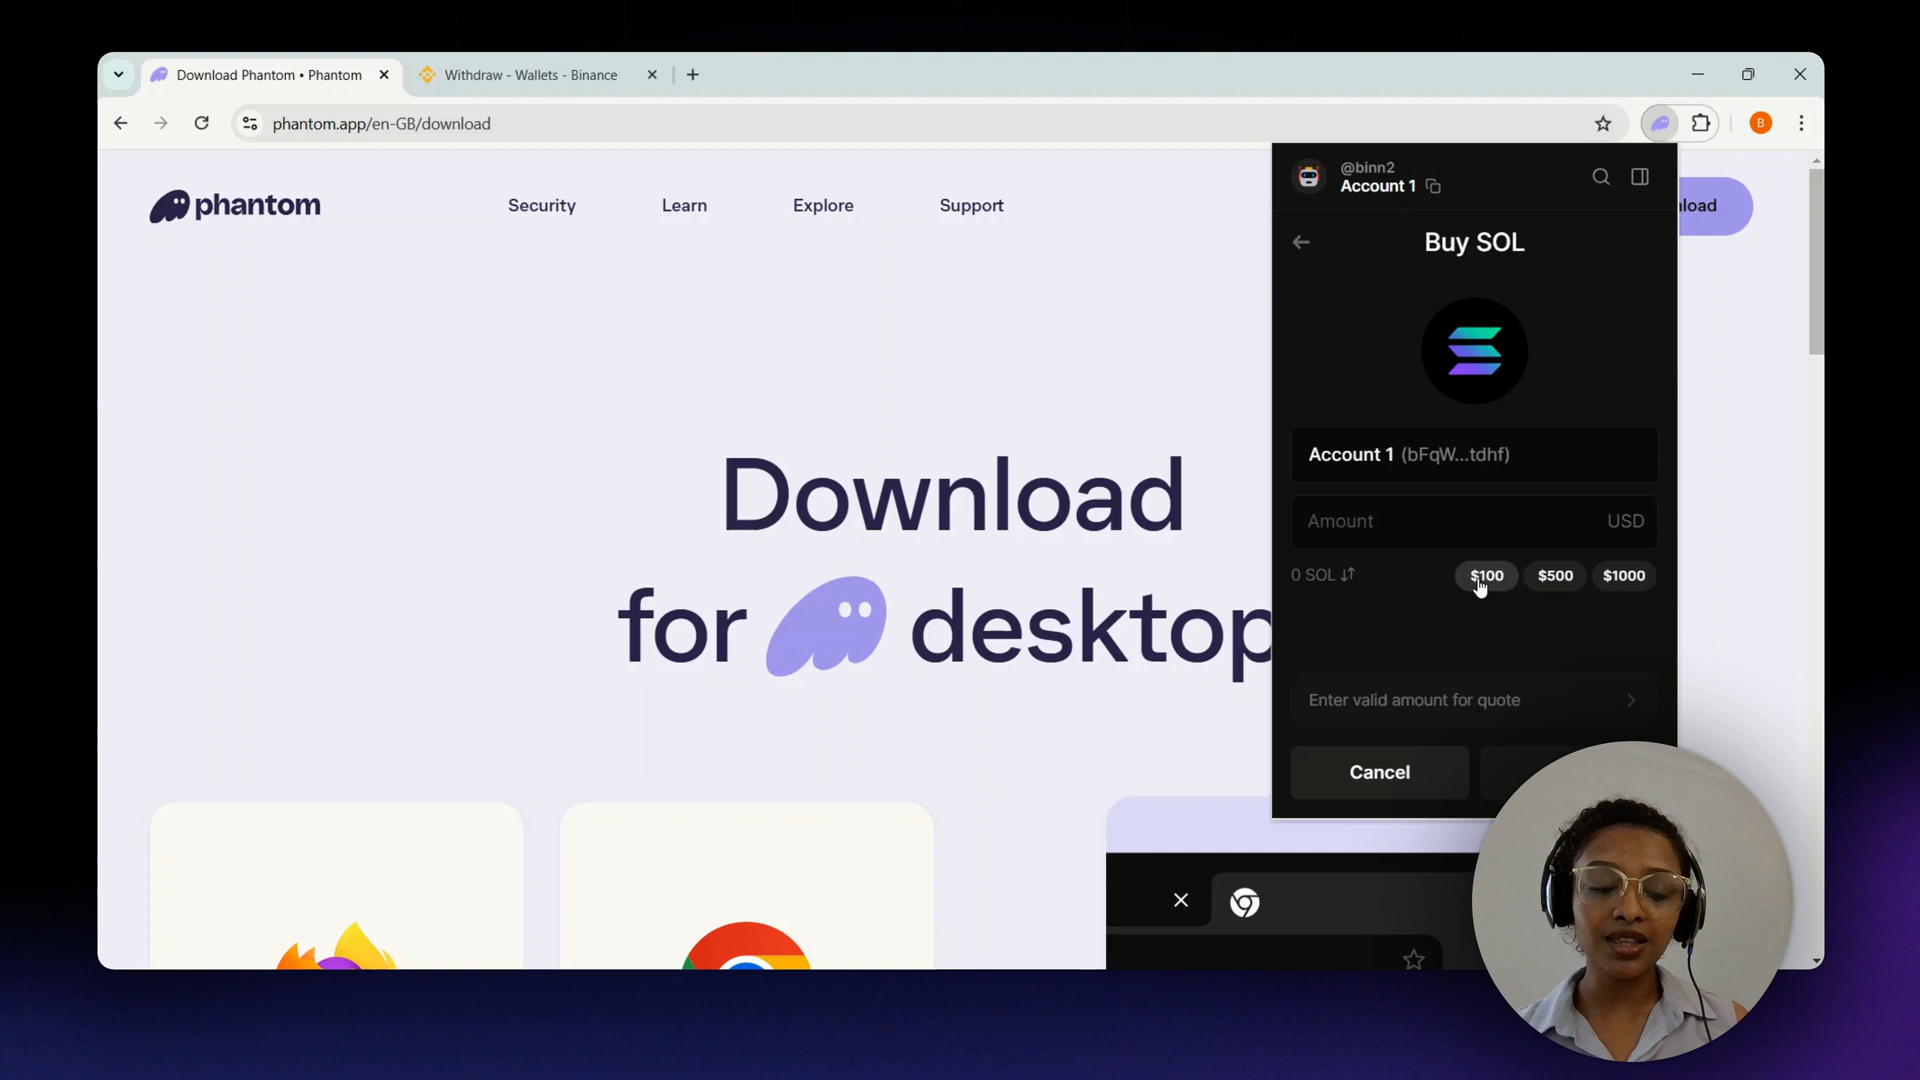 Download Phantom • Phantom
Withdraw - Wallets - Binance
phantom.app/en-GB/download
B
phantom
Security
Learn
Explore
Support
load
@binn2
Account 1
Buy SOL
Account 1 (bFqW...tdhf)
Amount
USD
0 SOL
$100
$500
$1000
Enter valid amount for quote
Cancel
Download
for desktop